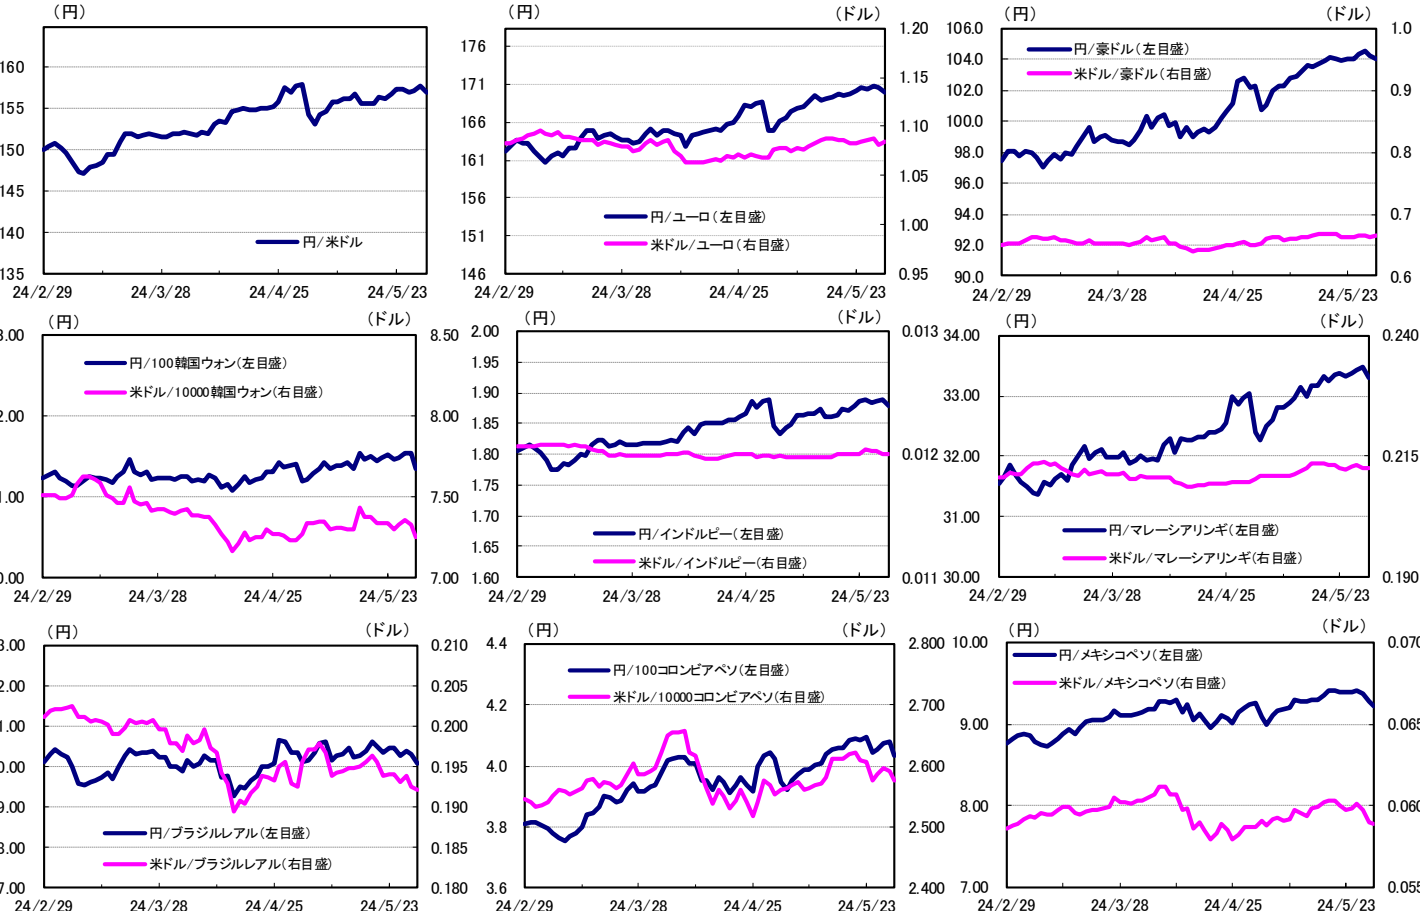 （円）
160
155
150
145
140
135
円/米ドル
24/2/29 24/3/28 24/4/25 24/5/23
（円） （ドル）
176
171
166
161
156
151
146
1.20
1.15
1.10
1.05
1.00
0.95
円/ユーロ（左目盛）
米ドル/ユーロ（右目盛）
24/2/29 24/3/28 24/4/25 24/5/23
（円） （ドル）
106.0
104.0
102.0
100.0
98.0
96.0
94.0
92.0
90.0
1.0
0.9
0.8
0.7
0.6
円/豪ドル（左目盛）
米ドル/豪ドル（右目盛）
24/2/29 24/3/28 24/4/25 24/5/23
（円） （ドル）
3.00
2.00
1.00
0.00
8.50
8.00
7.50
7.00
円/100韓国ウォン（左目盛）
米ドル/10000韓国ウォン（右目盛）
24/2/29 24/3/28 24/4/25 24/5/23
（円） （ドル）
2.00
1.95
1.90
1.85
1.80
1.75
1.70
1.65
1.60
0.013
0.012
0.011
円/インドルピー（左目盛）
米ドル/インドルピー（右目盛）
24/2/29 24/3/28 24/4/25 24/5/23
（円） （ドル）
34.00
33.00
32.00
31.00
30.00
0.240
0.215
0.190
円/マレーシアリンギ（左目盛）
米ドル/マレーシアリンギ（右目盛）
24/2/29 24/3/28 24/4/25 24/5/23
（円） （ドル）
3.00
2.00
1.00
0.00
9.00
8.00
7.00
0.210
0.205
0.200
0.195
0.190
0.185
0.180
円/ブラジルレアル（左目盛）
米ドル/ブラジルレアル（右目盛）
24/2/29 24/3/28 24/4/25 24/5/23
（円） （ドル）
4.4
4.2
4.0
3.8
3.6
2.800
2.700
2.600
2.500
2.400
円/100コロンビアペソ（左目盛）
米ドル/10000コロンビアペソ（右目盛）
24/2/29 24/3/28 24/4/25 24/5/23
（円） （ドル）
10.00
9.00
8.00
7.00
0.070
0.065
0.060
0.055
円/メキシコペソ（左目盛）
米ドル/メキシコペソ（右目盛）
24/2/29 24/3/28 24/4/25 24/5/23